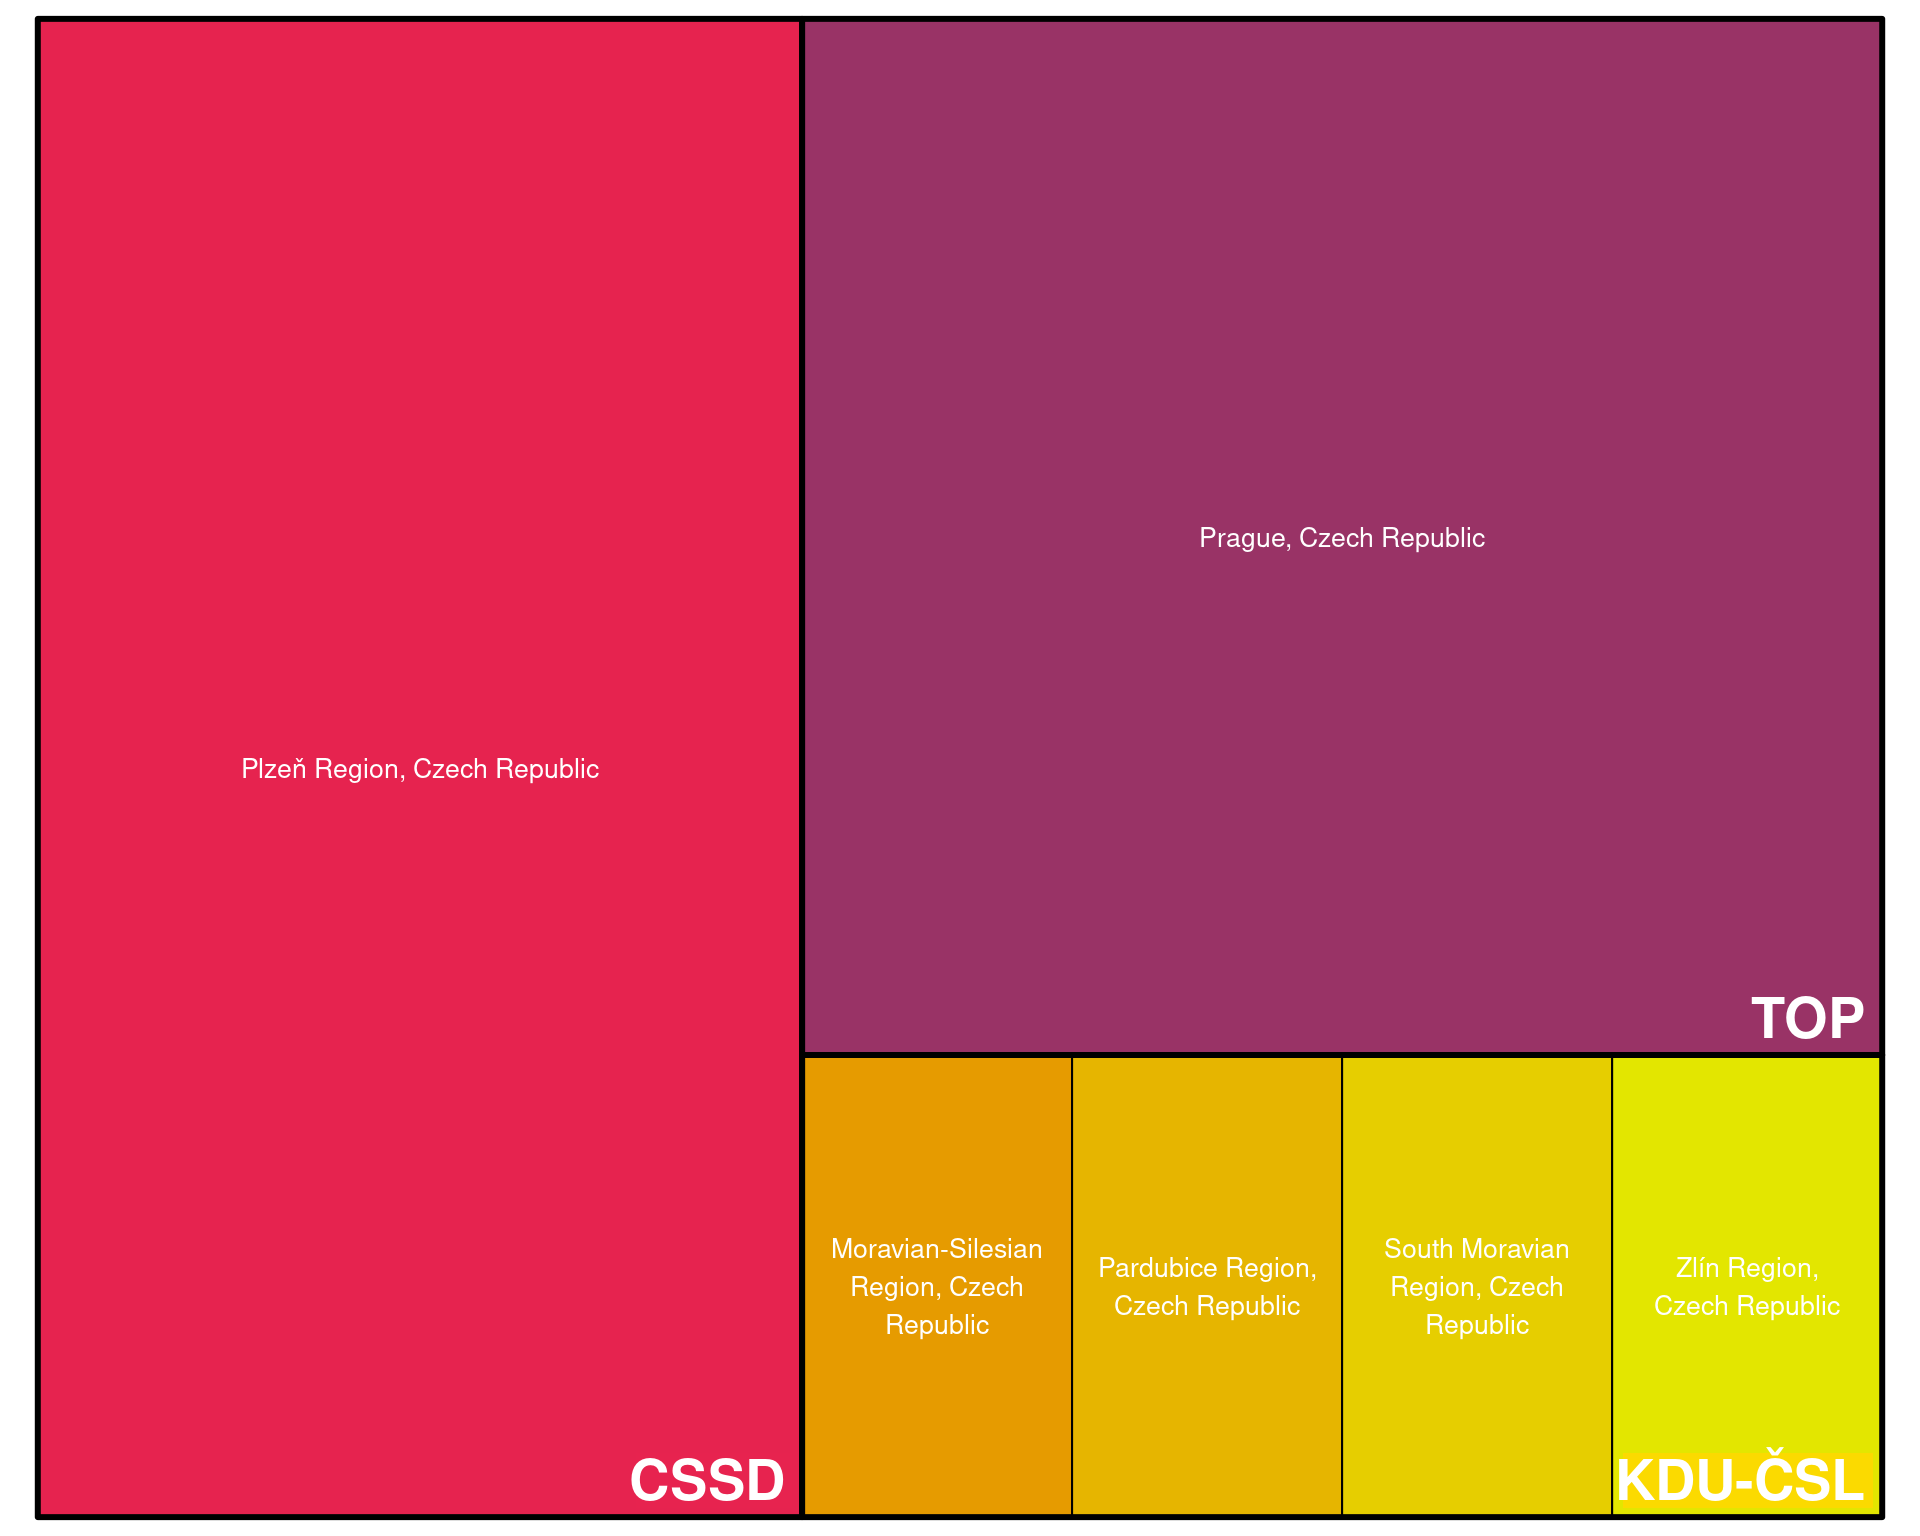 Plzeň Region, Czech Republic
CSSD
Prague, Czech Republic
TOP
Moravian-Silesian
Region, Czech
Republic
Pardubice Region,
Czech Republic
South Moravian
Region, Czech
Republic
Zlín Region,
Czech Republic
KDU-ČSL